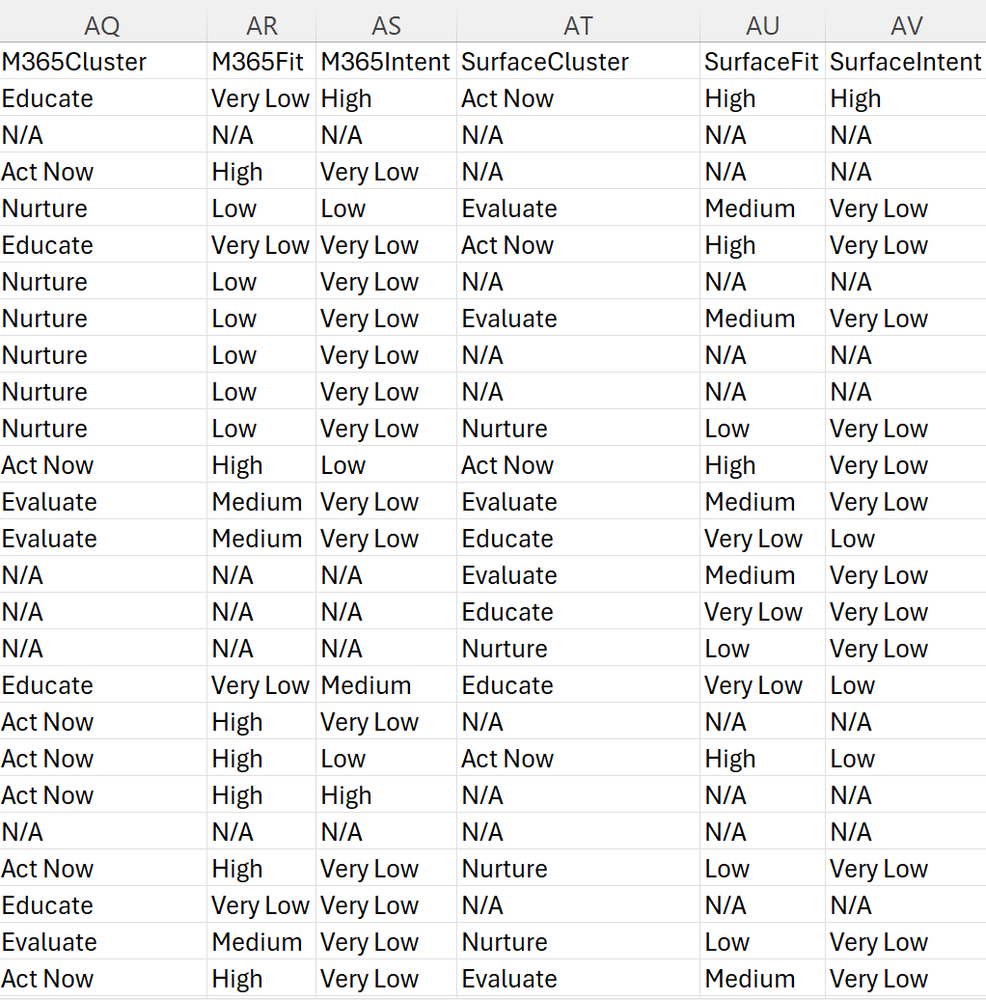 AQ AR AS AT AU AV
M365Cluster M365Fit M365Intent SurfaceCluster SurfaceFit SurfaceIntent
Educate Very Low High Act Now High High
N/A N/A N/A N/A N/A N/A
Act Now High Very Low N/A N/A N/A
Nurture Low Low Evaluate Medium Very Low
Educate Very Low Very Low Act Now High Very Low
Nurture Low Very Low N/A N/A N/A
Nurture Low Very Low Evaluate Medium Very Low
Nurture Low Very Low N/A N/A N/A
Nurture Low Very Low N/A N/A N/A
Nurture Low Very Low Nurture Low Very Low
Act Now High Low Act Now High Very Low
Evaluate Medium Very Low Evaluate Medium Very Low
Evaluate Medium Very Low Educate Very Low Low
N/A N/A N/A Evaluate Medium Very Low
N/A N/A N/A Educate Very Low Very Low
N/A N/A N/A Nurture Low Very Low
Educate Very Low Medium Educate Very Low Low
Act Now High Very Low N/A N/A N/A
Act Now High Low Act Now High Low
Act Now High High N/A N/A N/A
N/A N/A N/A N/A N/A N/A
Act Now High Very Low Nurture Low Very Low
Educate Very Low Very Low N/A N/A N/A
Evaluate Medium Very Low Nurture Low Very Low
Act Now High Very Low Evaluate Medium Very Low